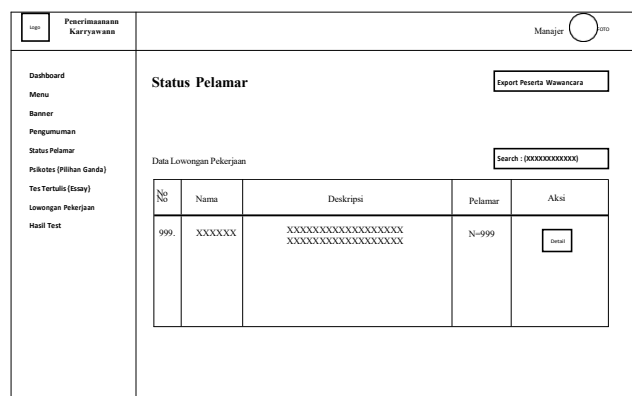 Logo
Penerimaanann
Karryawann
Manajer
FOTO
Dashboard
Menu
Banner
Pengumuman
Status Pelamar
Psikotes (Pilihan Ganda)
Tes Tertulis (Essay)
Lowongan Pekerjaan
Hasil Test
Status Pelamar
Export Peserta Wawancara
Data Lowongan Pekerjaan
Search : (XXXXXXXXXXXX)
No
No
Nama
Deskripsi
Pelamar
Aksi
999.
XXXXXX
XXXXXXXXXXXXXXXXXX
XXXXXXXXXXXXXXXXXX
N=999
Detail